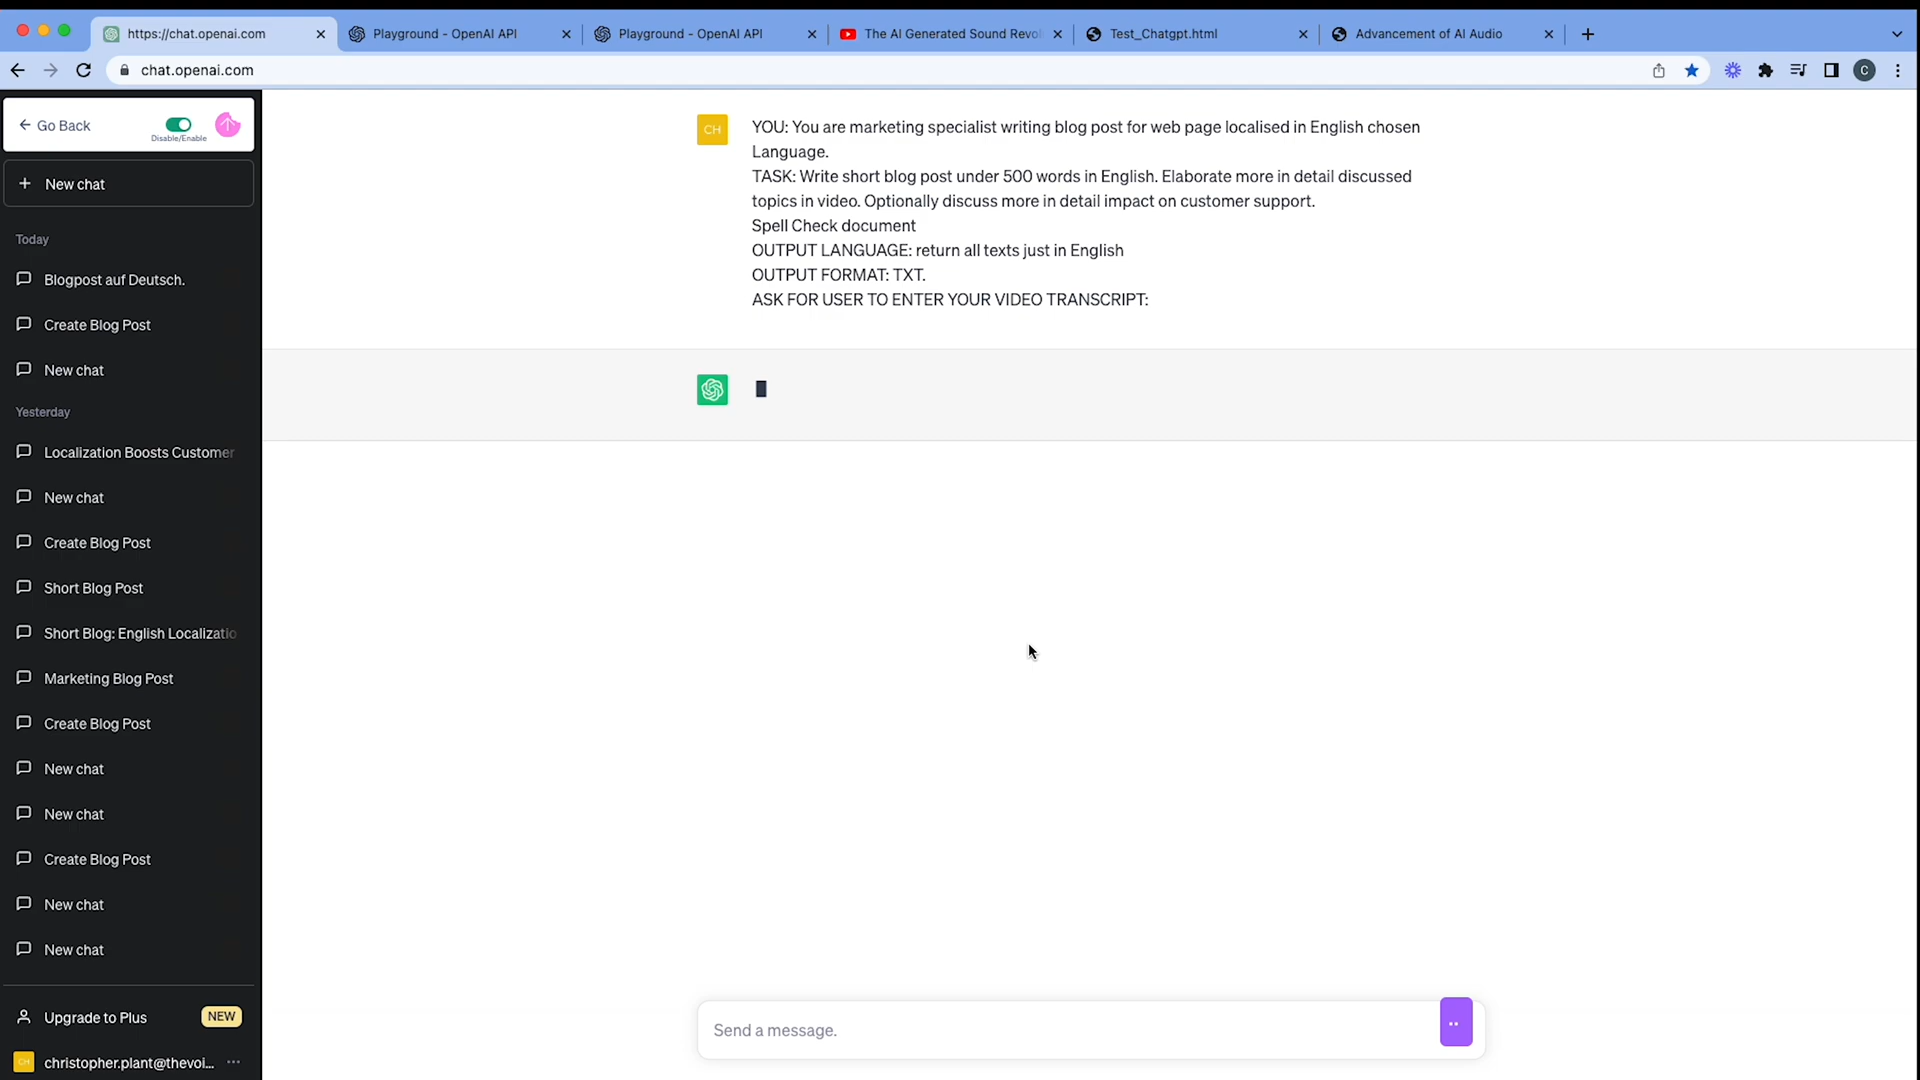 https://chat.openai.com
Playground - OpenAI API
Playground - OpenAI API
The AI Generated Sound Revo
Test_Chatgpt.html
Advancement of AI Audio
chat.openai.com
C
Go Back
Disable/Enable
New chat
Today
Blogpost auf Deutsch.
Create Blog Post
New chat
Yesterday
Localization Boosts Customer
New chat
Create Blog Post
Short Blog Post
Short Blog: English Localizatio
Marketing Blog Post
Create Blog Post
New chat
New chat
Create Blog Post
New chat
New chat
Upgrade to Plus
NEW
CH
christopher.plant@thevoi...
CH
YOU: You are marketing specialist writing blog post for web page localised in English chosen
Language.
TASK: Write short blog post under 500 words in English. Elaborate more in detail discussed
topics in video. Optionally discuss more in detail impact on customer support.
Spell Check document
OUTPUT LANGUAGE: return all texts just in English
OUTPUT FORMAT: TXT.
ASK FOR USER TO ENTER YOUR VIDEO TRANSCRIPT:
Send a message.